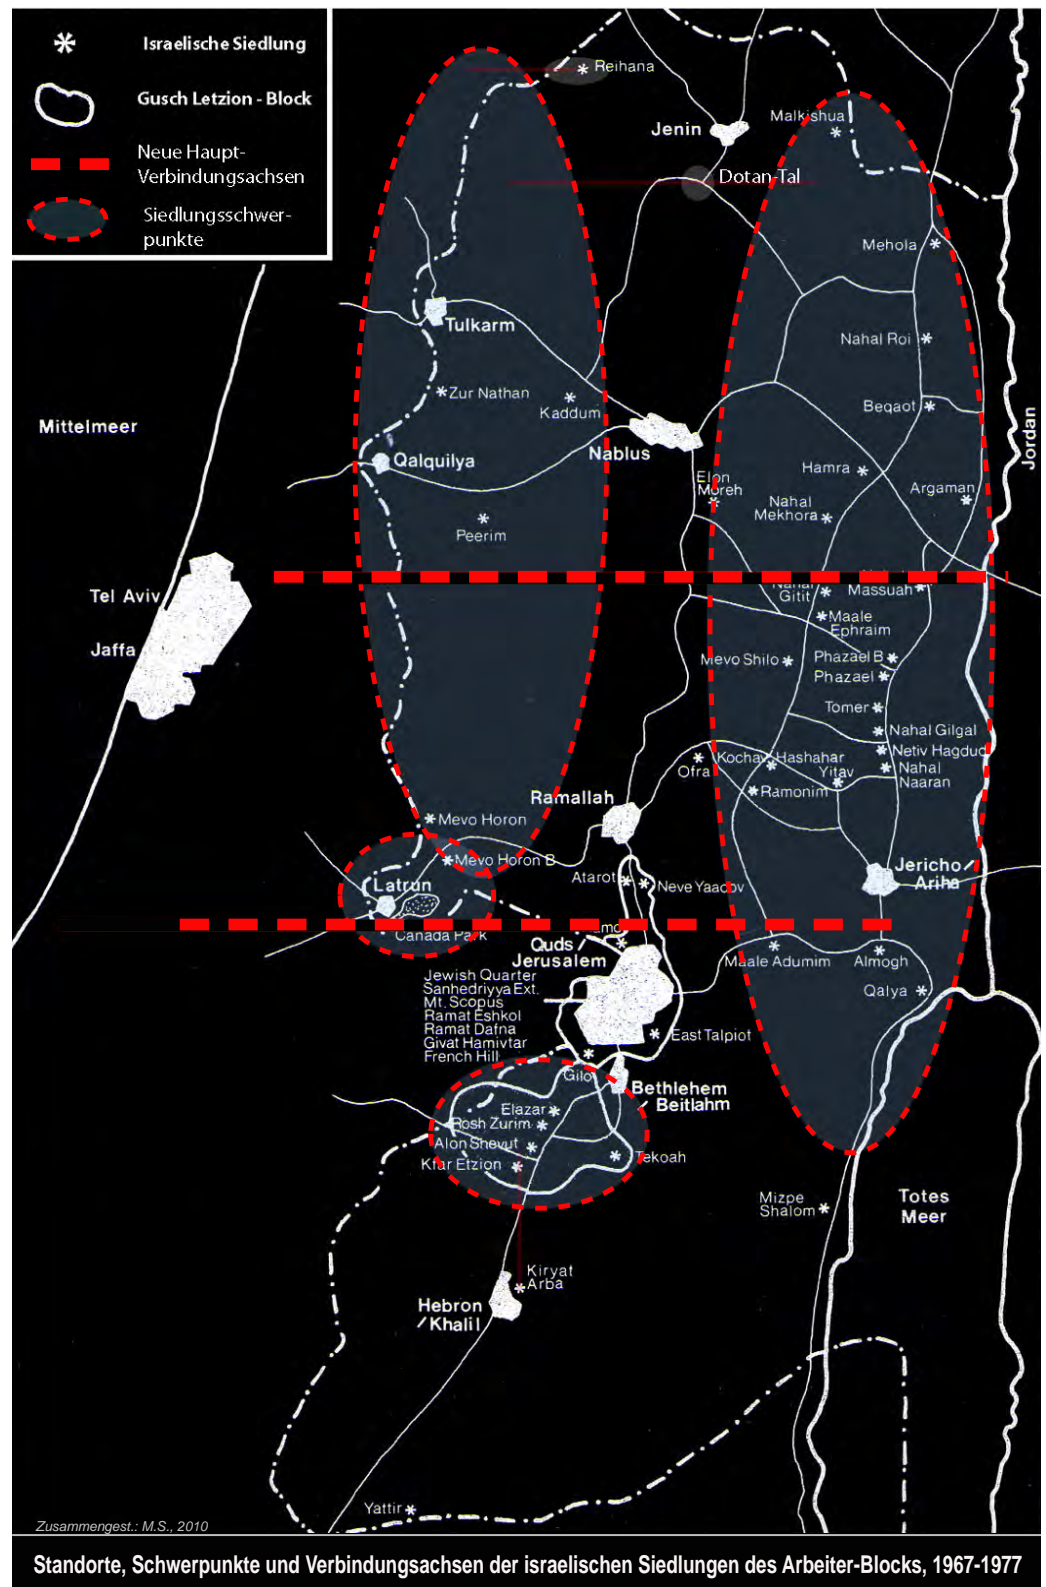 Israelische Siedlung
Gusch Letzion - Block
Neue Haupt-
Verbindungsachsen
Siedlungsschwer-
punkte
Reihana
Jenin
Malkishua
Dotan-Tal
Mehola
Tulkarm
Nahal Roi
Zur Nathan
Kaddum
Beqaot
Mittelmeer
Jordan
Nablus
Qalquilya
Hamra
Elon
Moreh
Argaman
Nahal
Mekhora
Peerim
Nahal
Gitit
Massuah
Tel Aviv
Jaffa
Maale
Ephraim
Mevo Shilo
Phazael B
Phazael
Tomer
Nahal Gilgal
Netiv Hagdud
Kochav Hashahar
Ofra
Yitav
Nahal
Naaran
Ramonim
Ramallah
Mevo Horon
Mevo Horon B
Jericho/
Ariha
Atarot
Neve Yaacov
Latrun
Canada Park
Quds/
Jerusalem
Maale Adumim
Almogh
Qalya
Jewish Quarter
Sanhedriyya Ext.
Mt. Scopus
Ramat Eshkol
Ramat Dafna
Givat Hamivtar
French Hill
East Talpiot
Gilo
Bethlehem
/ Beitlahm
Elazar
Rosh Zurim
Alon Shevut
Kfar Etzion
Tekoah
Mizpe
Shalom
Totes
Meer
Kiryat
Arba
Hebron
/Khalil
Yattir
Zusammengest.: M.S., 2010
Standorte, Schwerpunkte und Verbindungsachsen der israelischen Siedlungen des Arbeiter-Blocks, 1967-1977